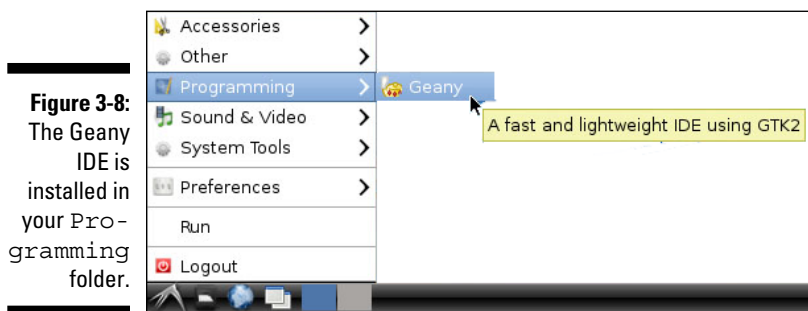 Figure 3-8:
The Geany
IDE is
installed in
your Pro-
gramming
folder.
Accessories
Other
Programming
Geany
A fast and lightweight IDE using GTK2
Sound & Video
System Tools
Preferences
Run
Logout